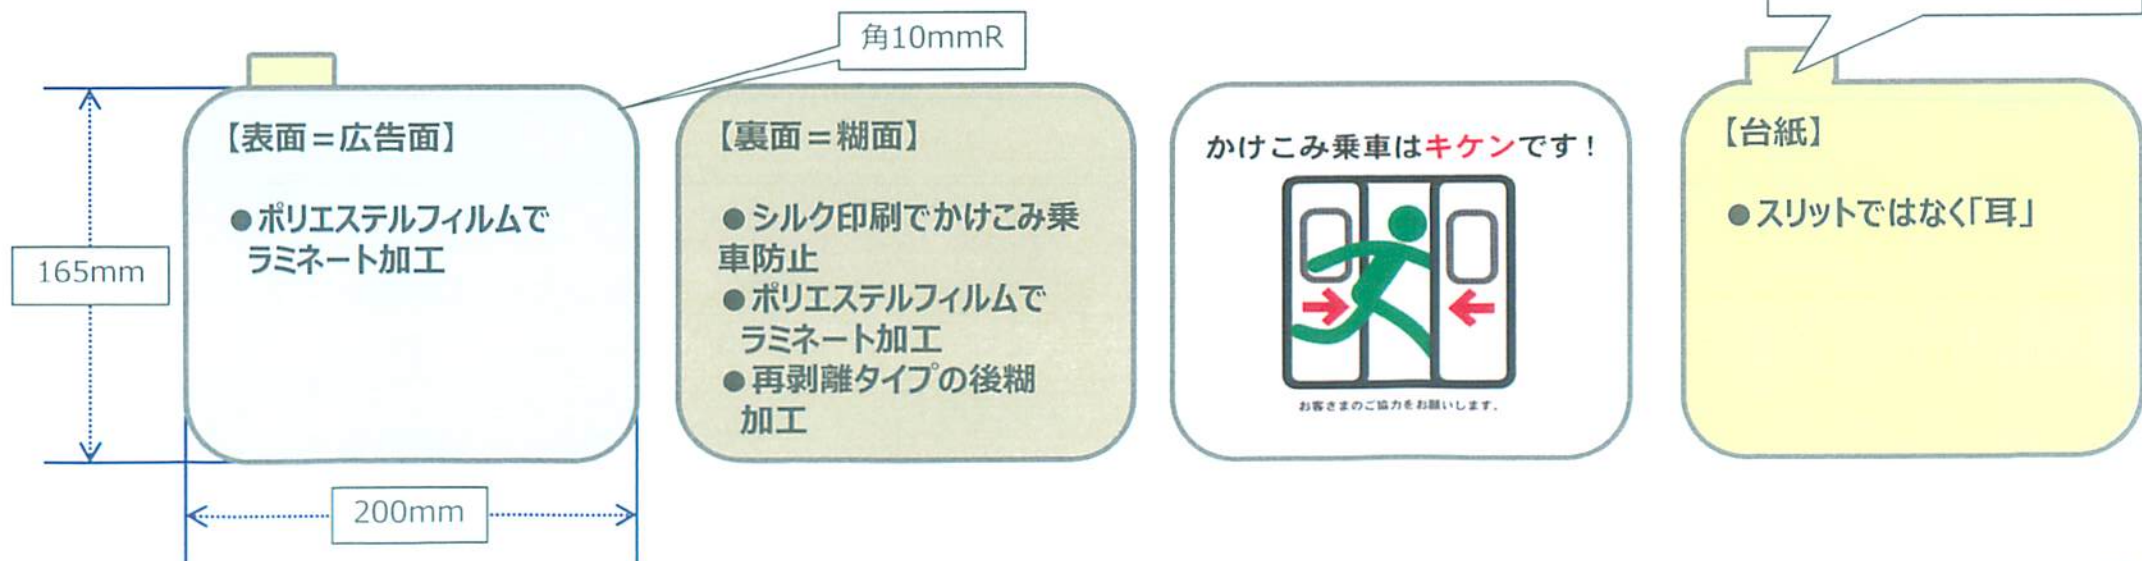 角10mmR
【表面=広告面】
●ポリエステルフィルムで
ラミネート加工
165mm
200mm
【裏面=糊面】
●シルク印刷でかけこみ乗
車防止
●ポリエステルフィルムで
ラミネート加工
●再剥離タイプの後糊
加工
かけこみ乗車はキケンです!
お客さまのご協力をお願いします。
【台紙】
●スリットではなく「耳」